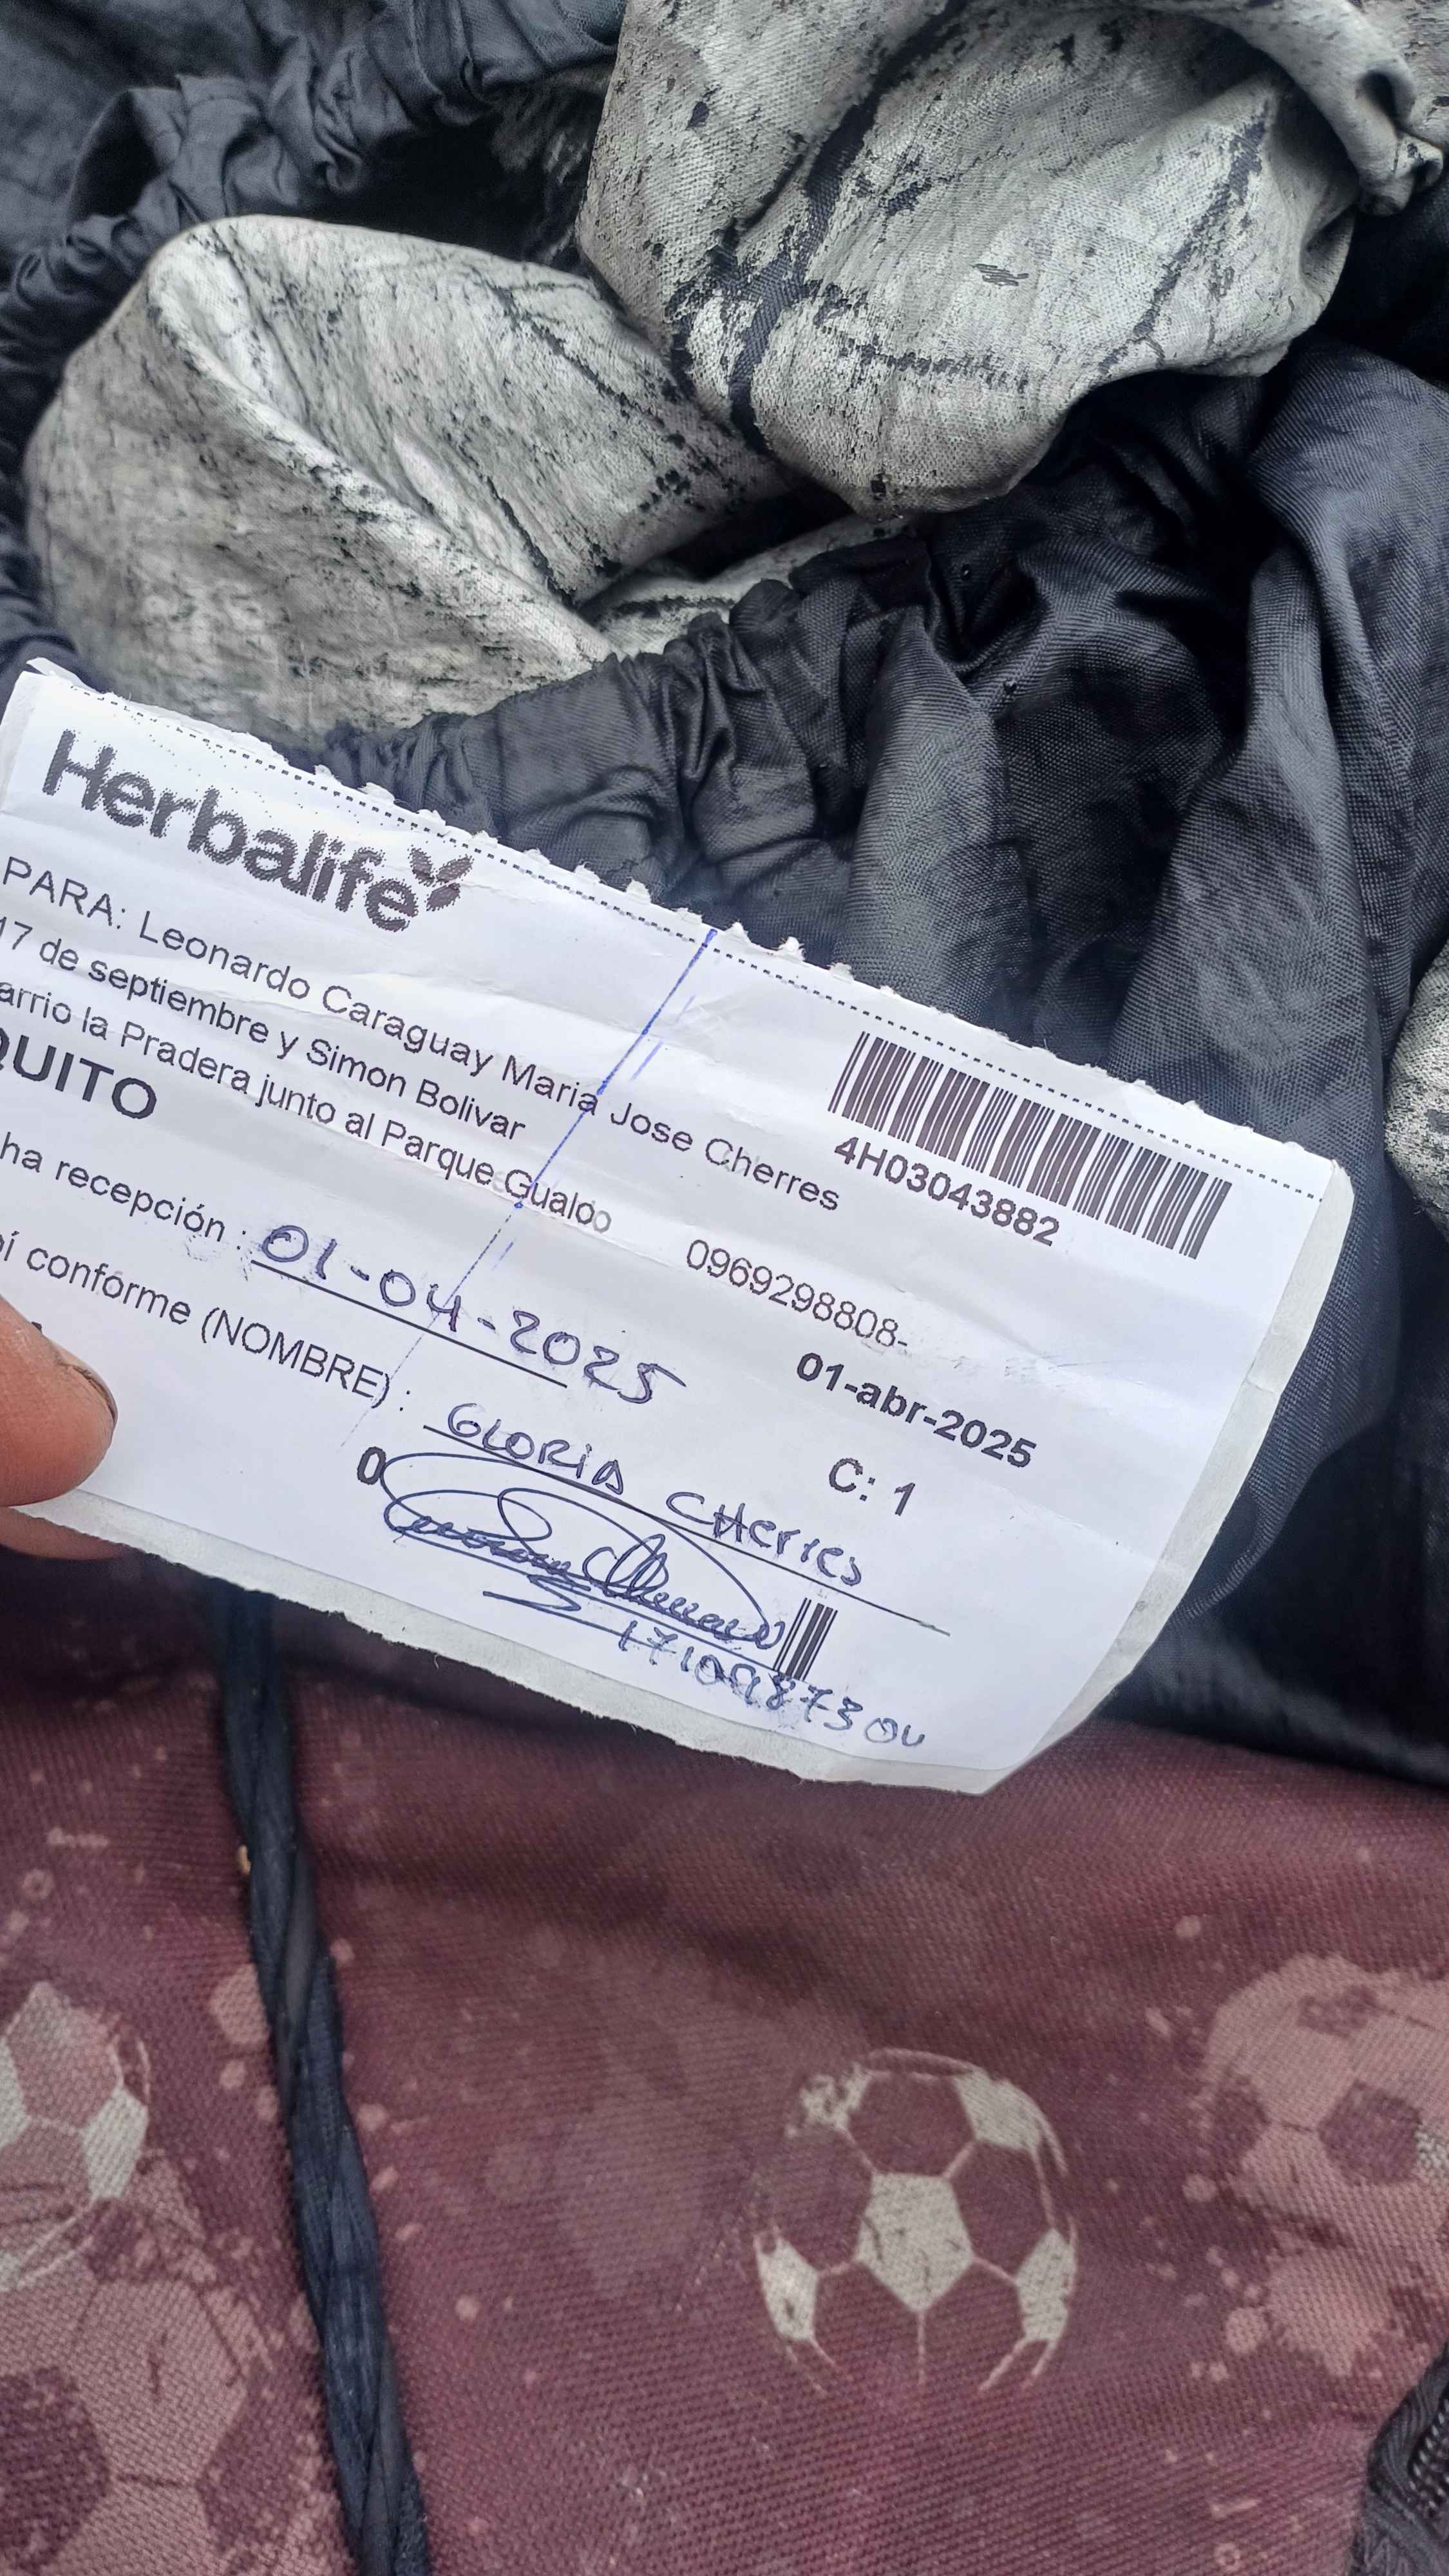 Herbalife
PARA: Leonardo Caraguay Maria Jose Cherres
17 de septiembre y Simon Bolivar
arrio la Pradera junto al Parque Gualo
QUITO
4H03043882
0969298808-
ha recepción : 01-04-2025
01-abr-2025
bí conforme (NOMBRE) : GLORIA CHerres
C: 1
0